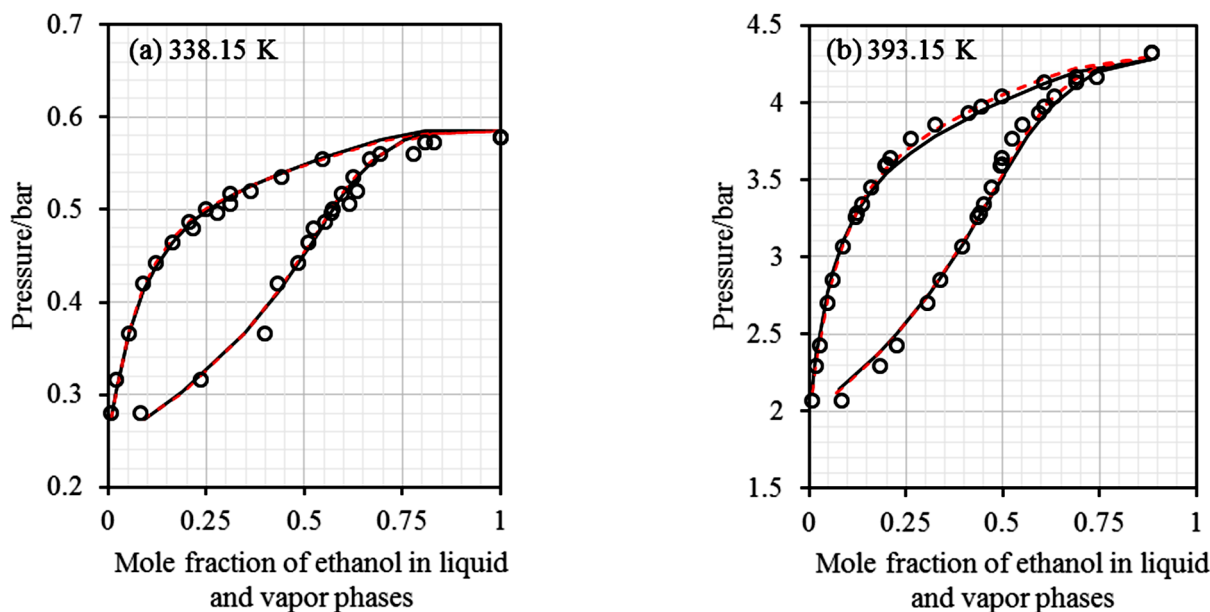 (a) 338.15 K
0.7
0.6
0.5
0.4
0.3
0.2
Pressure/bar
0 0.25 0.5 0.75 1
Mole fraction of ethanol in liquid
and vapor phases
(b) 393.15 K
4.5
4
3.5
3
2.5
2
1.5
Pressure/bar
0 0.25 0.5 0.75 1
Mole fraction of ethanol in liquid
and vapor phases